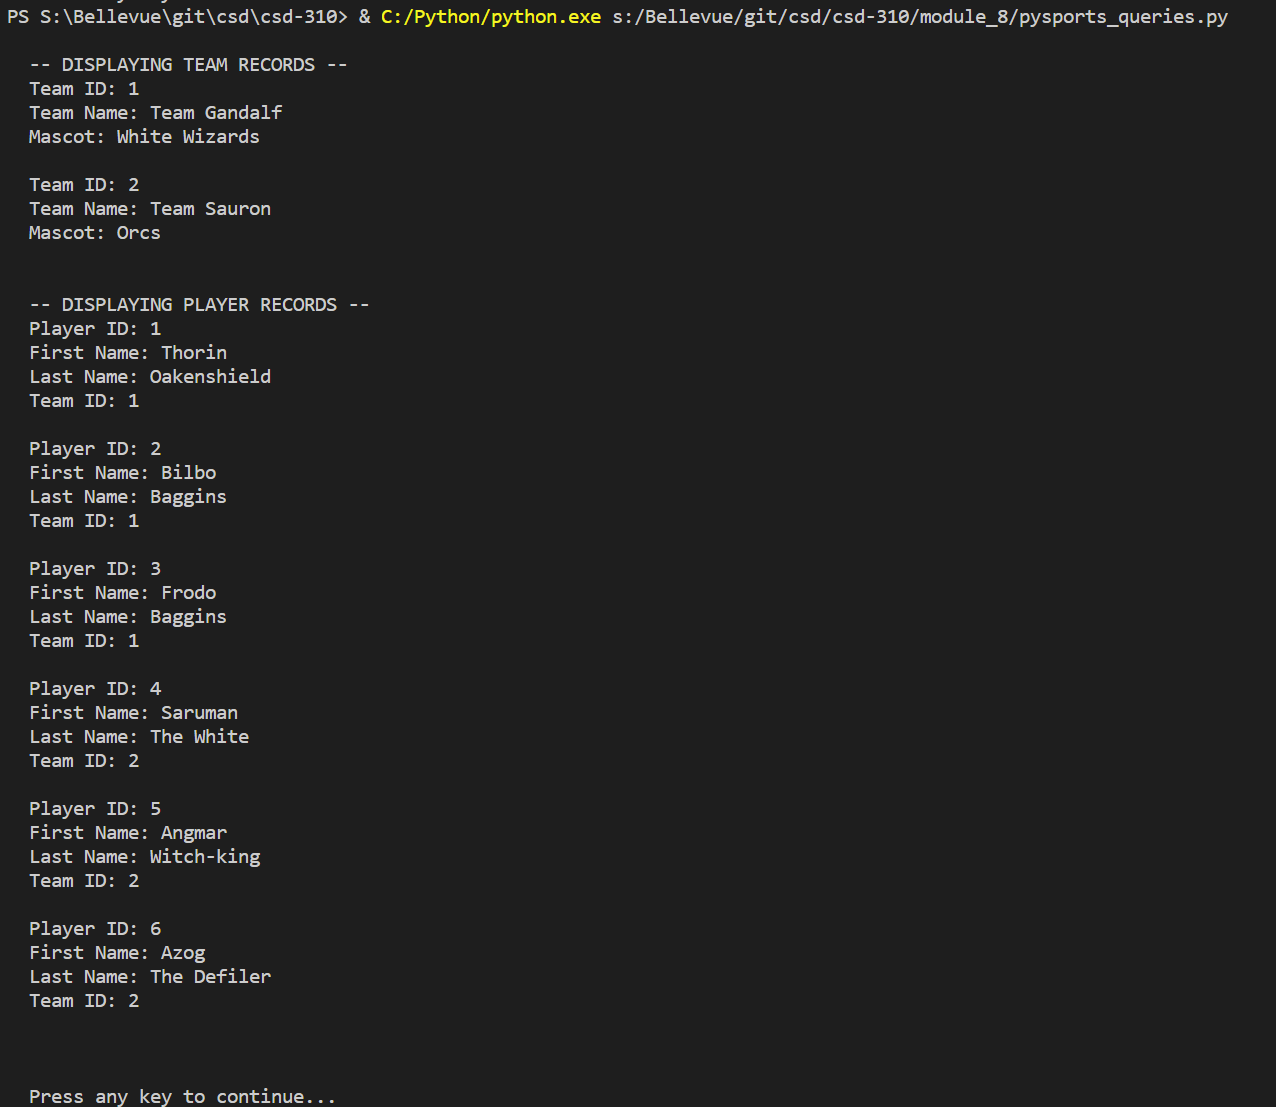 PS S:\Bellevue\git\csd\csd-310> & C:/Python/python.exe s:/Bellevue/git/csd/csd-310/module_8/pysports_queries.py
-- DISPLAYING TEAM RECORDS --
Team ID: 1
Team Name: Team Gandalf
Mascot: White Wizards
Team ID: 2
Team Name: Team Sauron
Mascot: Orcs
-- DISPLAYING PLAYER RECORDS --
Player ID: 1
First Name: Thorin
Last Name: Oakenshield
Team ID: 1
Player ID: 2
First Name: Bilbo
Last Name: Baggins
Team ID: 1
Player ID: 3
First Name: Frodo
Last Name: Baggins
Team ID: 1
Player ID: 4
First Name: Saruman
Last Name: The White
Team ID: 2
Player ID: 5
First Name: Angmar
Last Name: Witch-king
Team ID: 2
Player ID: 6
First Name: Azog
Last Name: The Defiler
Team ID: 2
Press any key to continue...